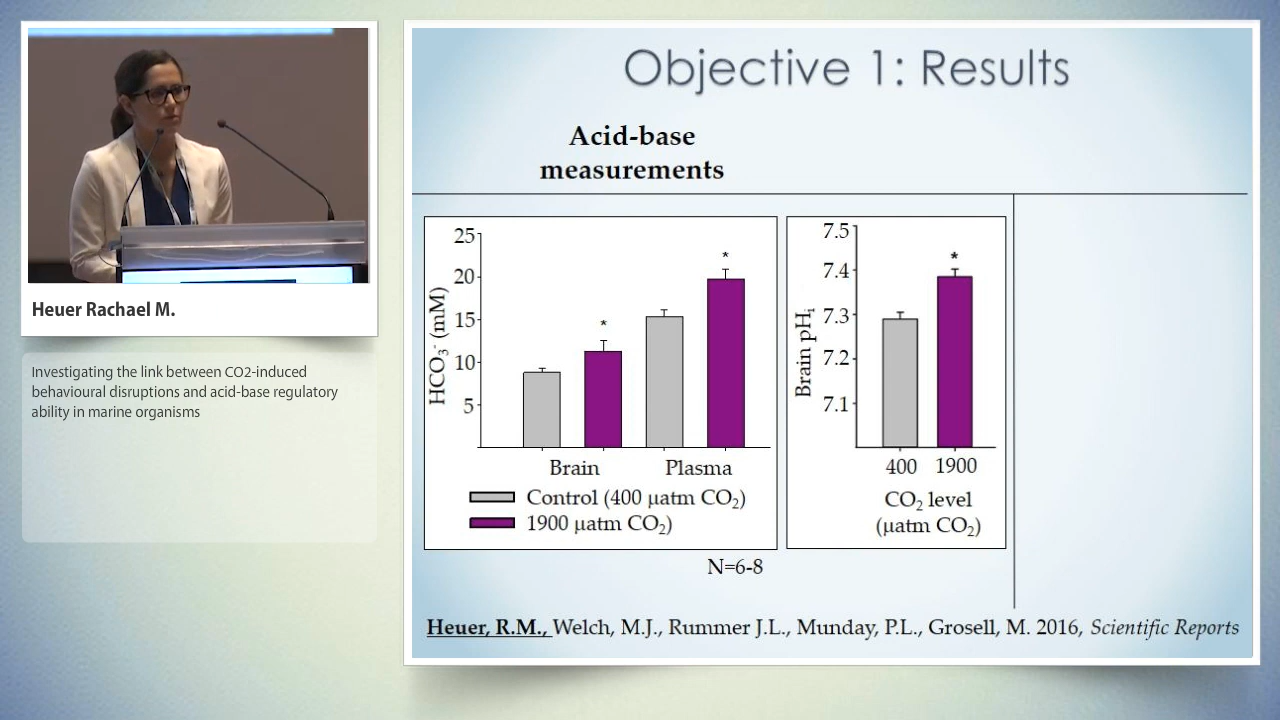 Heuer Rachael M.
Investigating the link between CO2-induced
behavioural disruptions and acid-base regulatory
ability in marine organisms
Objective 1: Results
Acid-base
measurements
25
20
15
10
5
HCO₃⁻ (mM)
*
*
Brain Plasma
Control (400 µatm CO₂)
1900 µatm CO₂)
7.5
7.4
7.3
7.2
7.1
Brain pHᵢ
*
400 1900
CO₂ level
(µatm CO₂)
N=6-8
Heuer, R.M., Welch, M.J., Rummer J.L., Munday, P.L., Grosell, M. 2016, Scientific Reports